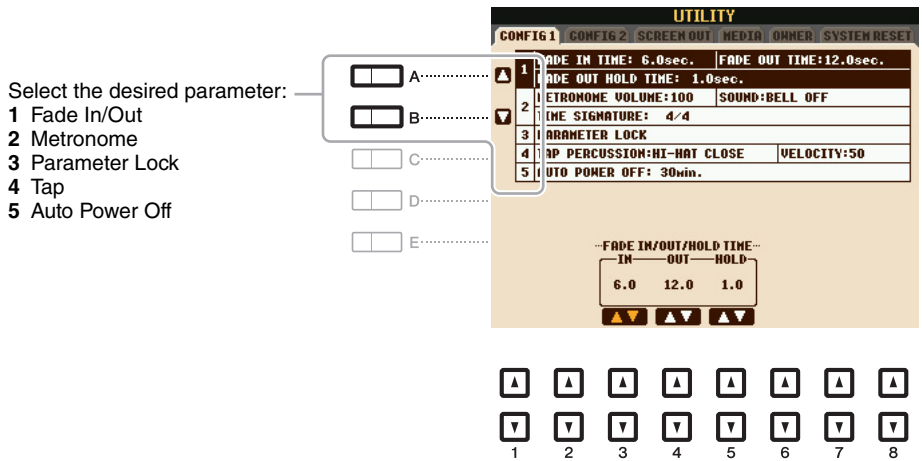 UTILITY
CONFIG 1 CONFIG 2 SCREEN OUT MEDIA OWNER SYSTEM RESET
Select the desired parameter:
1 Fade In/Out
2 Metronome
3 Parameter Lock
4 Tap
5 Auto Power Off
A
B
C
D
E
1 FADE IN TIME: 6.0sec. FADE OUT TIME:12.0sec.
FADE OUT HOLD TIME: 1.0sec.
2 METRONOME VOLUME:100 SOUND:BELL OFF
TIME SIGNATURE: 4/4
3 PARAMETER LOCK
4 TAP PERCUSSION:HI-HAT CLOSE VELOCITY:50
5 AUTO POWER OFF: 30min.
FADE IN/OUT/HOLD TIME
IN OUT HOLD
6.0 12.0 1.0
1 2 3 4 5 6 7 8